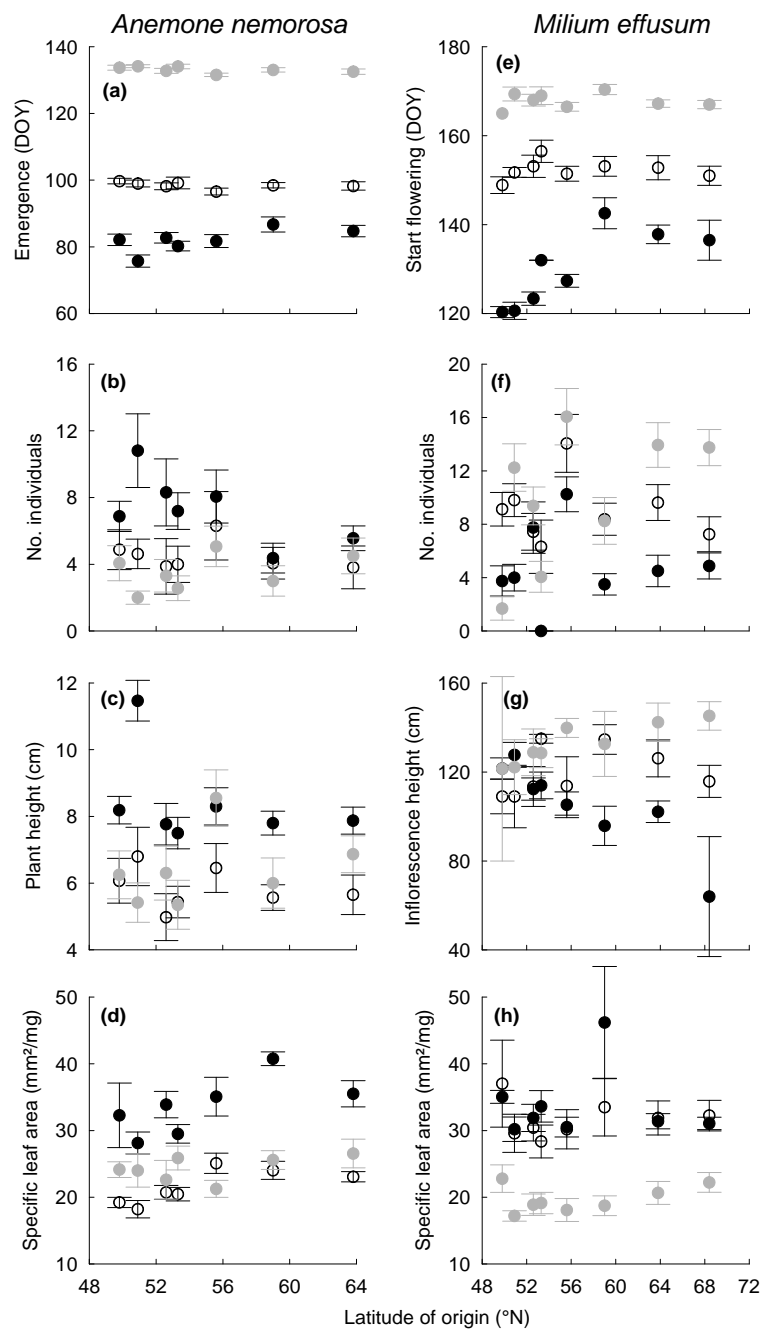 Anemone nemorosa
Milium effusum
140
120
100
80
60
Emergence (DOY)
(a)
180
160
140
120
Start flowering (DOY)
(e)
16
12
8
4
0
No. individuals
(b)
20
16
12
8
4
0
No. individuals
(f)
12
10
8
6
4
Plant height (cm)
(c)
160
120
80
40
Inflorescence height (cm)
(g)
50
40
30
20
10
Specific leaf area (mm²/mg)
(d)
50
40
30
20
10
Specific leaf area (mm²/mg)
(h)
48 52 56 60 64
48 52 56 60 64 68 72
Latitude of origin (°N)